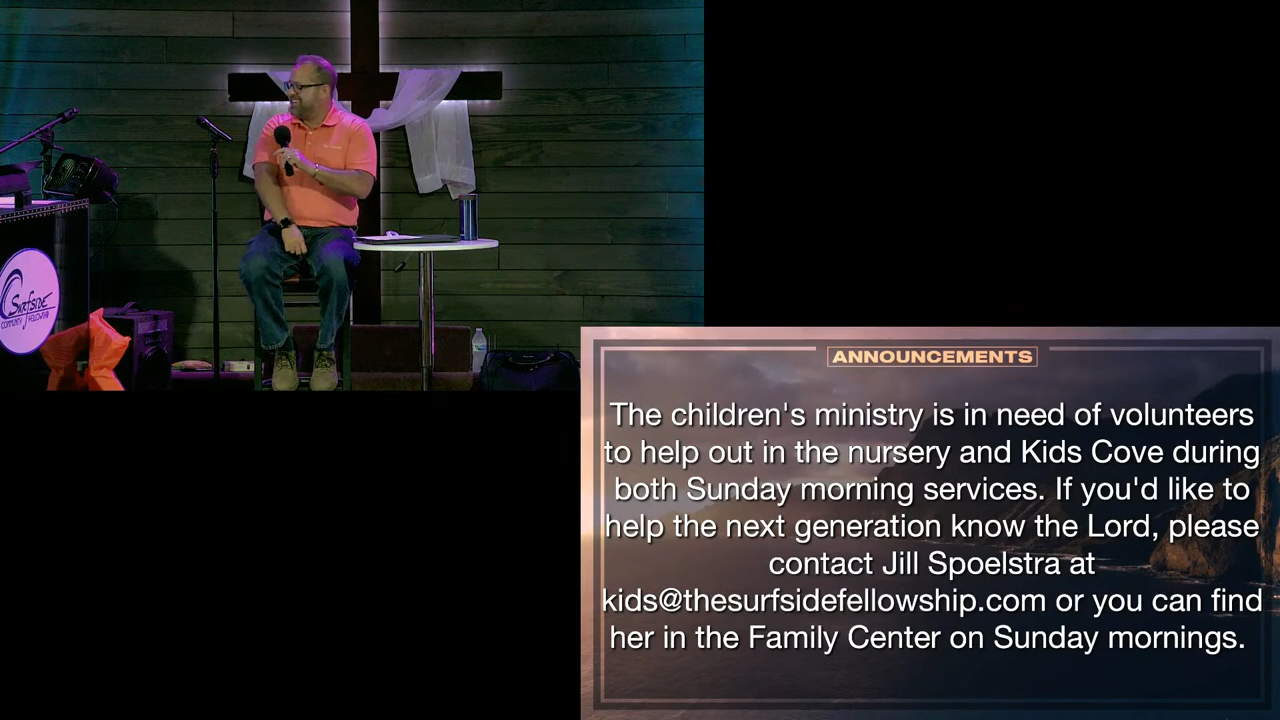 Surfside
COMMUNITY FELLOWSHIP
ANNOUNCEMENTS
The children's ministry is in need of volunteers
to help out in the nursery and Kids Cove during
both Sunday morning services. If you'd like to
help the next generation know the Lord, please
contact Jill Spoelstra at
kids@thesurfsidefellowship.com or you can find
her in the Family Center on Sunday mornings.